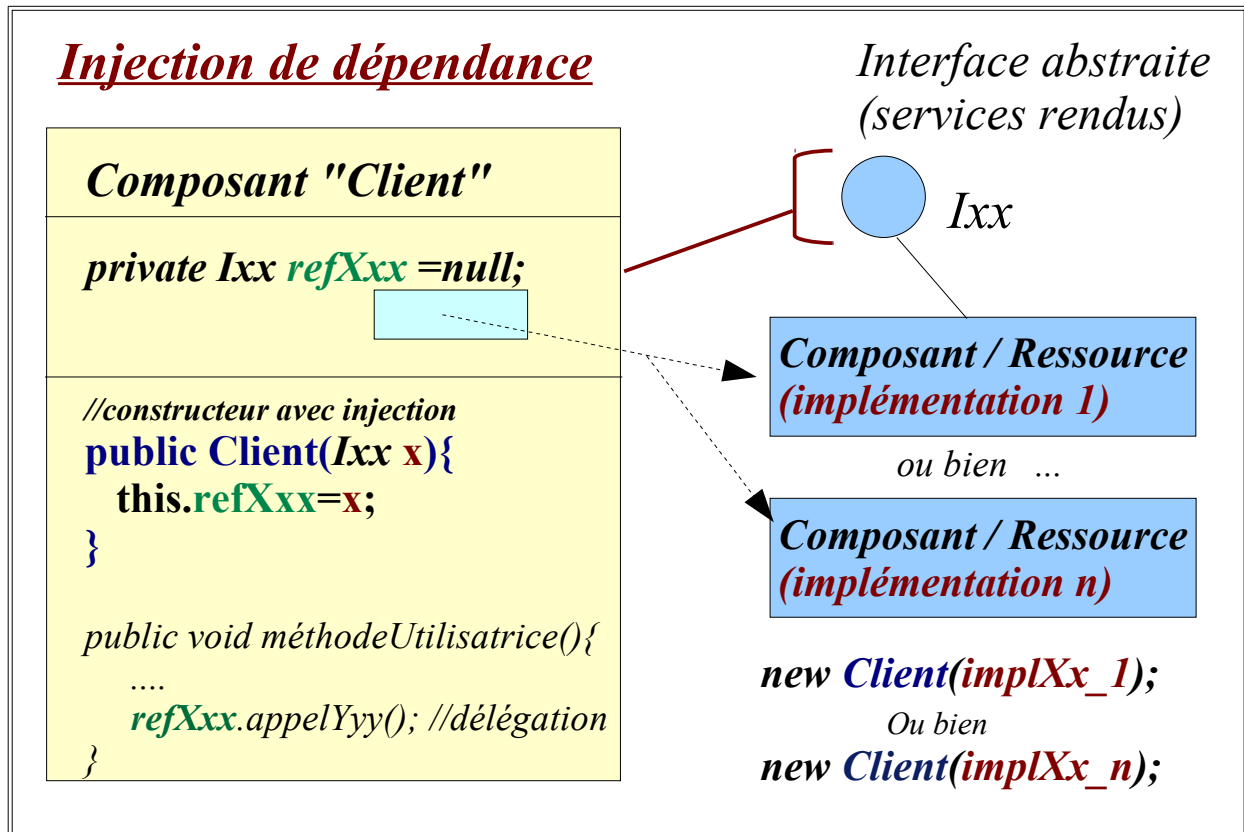 Injection de dépendance
Composant "Client"
private Ixx refXxx =null;
//constructeur avec injection
public Client(Ixx x){
this.refXxx=x;
}
public void méthodeUtilisatrice(){
....
refXxx.appelYyy(); //délégation
}
Interface abstraite
(services rendus)
Ixx
Composant / Ressource
(implémentation 1)
ou bien ...
Composant / Ressource
(implémentation n)
new Client(implXx_1);
Ou bien
new Client(implXx_n);